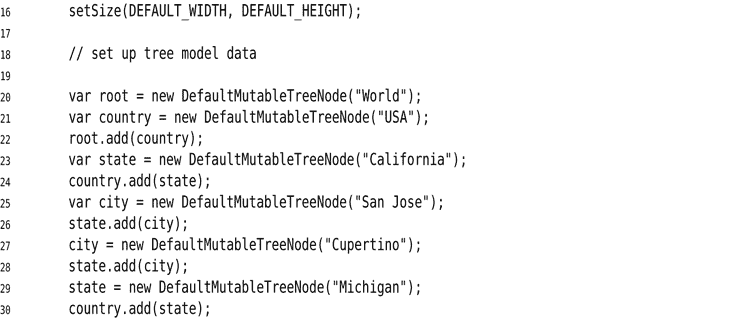 16 setSize(DEFAULT_WIDTH, DEFAULT_HEIGHT);
17
18 // set up tree model data
19
20 var root = new DefaultMutableTreeNode("World");
21 var country = new DefaultMutableTreeNode("USA");
22 root.add(country);
23 var state = new DefaultMutableTreeNode("California");
24 country.add(state);
25 var city = new DefaultMutableTreeNode("San Jose");
26 state.add(city);
27 city = new DefaultMutableTreeNode("Cupertino");
28 state.add(city);
29 state = new DefaultMutableTreeNode("Michigan");
30 country.add(state);